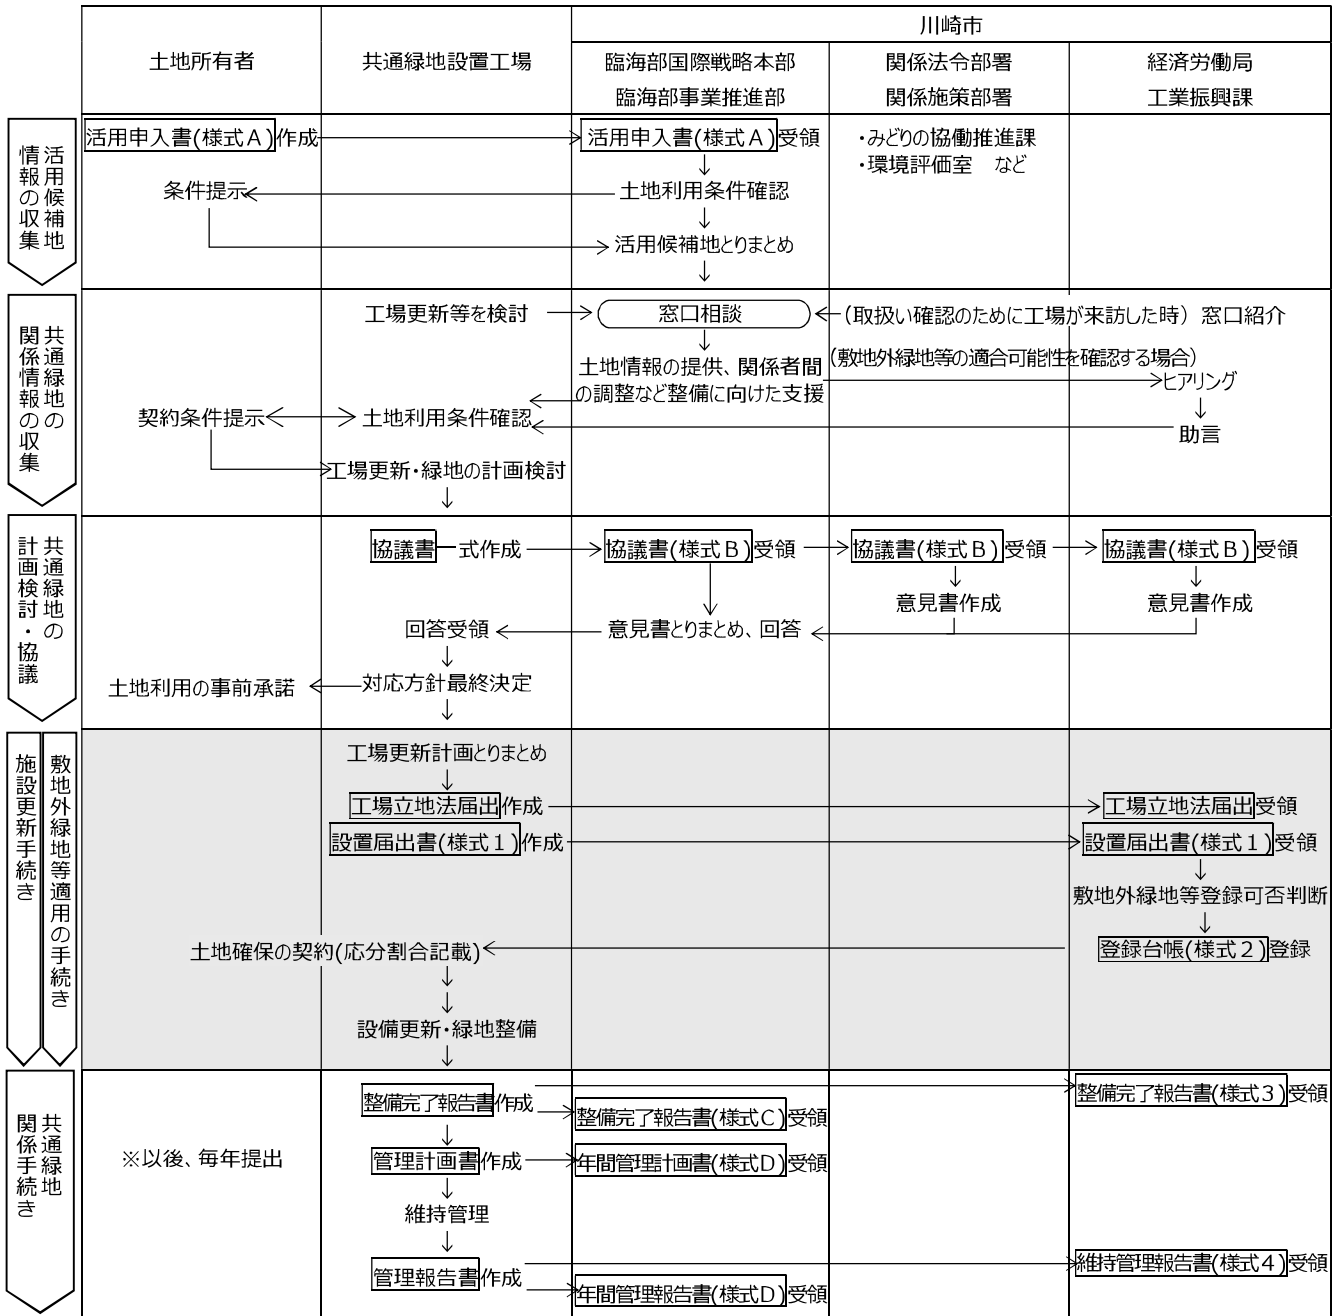 川崎市
土地所有者
共通緑地設置工場
臨海部国際戦略本部
臨海部事業推進部
関係法令部署
関係施策部署
経済労働局
工業振興課
活用候補地
情報の収集
活用申入書(様式A)作成
活用申入書(様式A)受領
・みどりの協働推進課
・環境評価室 など
条件提示
土地利用条件確認
活用候補地とりまとめ
共通緑地の
関係情報の収集
工場更新等を検討
窓口相談
(取扱い確認のために工場が来訪した時) 窓口紹介
土地情報の提供、関係者間
の調整など整備に向けた支援
(敷地外緑地等の適合可能性を確認する場合)
ヒアリング
契約条件提示
土地利用条件確認
助言
工場更新・緑地の計画検討
共通緑地の
計画検討・協議
協議書一式作成
協議書(様式B)受領
協議書(様式B)受領
協議書(様式B)受領
意見書作成
意見書作成
回答受領
意見書とりまとめ、回答
土地利用の事前承諾
対応方針最終決定
敷地外緑地等適用の手続き
施設更新手続き
工場更新計画とりまとめ
工場立地法届出作成
工場立地法届出受領
設置届出書(様式1)作成
設置届出書(様式1)受領
敷地外緑地等登録可否判断
土地確保の契約(応分割合記載)
登録台帳(様式2)登録
設備更新・緑地整備
共通緑地
関係手続き
整備完了報告書作成
整備完了報告書(様式3)受領
整備完了報告書(様式C)受領
※以後、毎年提出
管理計画書作成
年間管理計画書(様式D)受領
維持管理
管理報告書作成
維持管理報告書(様式4)受領
年間管理報告書(様式D)受領